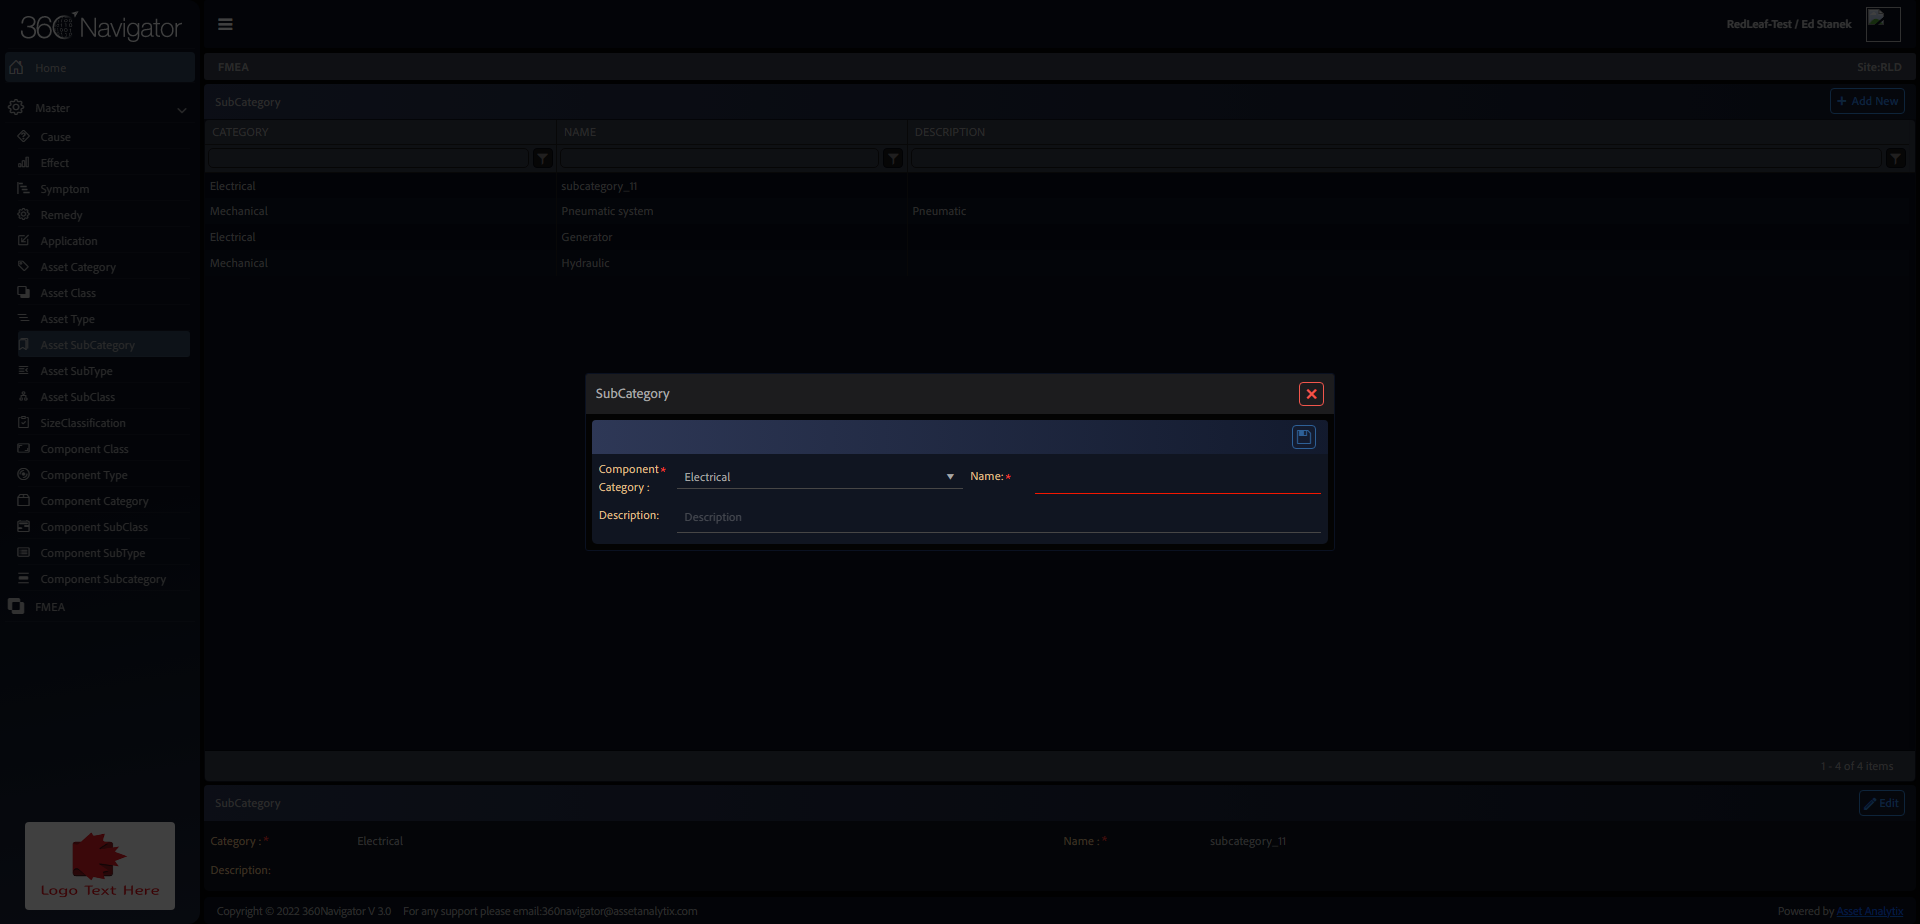 360 Navigator
RedLeaf-Test / Ed Stanek
Home
FMEA
Site:RLD
Master
Cause
Effect
Symptom
Remedy
Application
Asset Category
Asset Class
Asset Type
Asset SubCategory
Asset SubType
Asset SubClass
SizeClassification
Component Class
Component Type
Component Category
Component SubClass
Component SubType
Component Subcategory
FMEA
Logo Text Here
SubCategory
+ Add New
CATEGORY NAME DESCRIPTION
Electrical subcategory_11
Mechanical Pneumatic system Pneumatic
Electrical Generator
Mechanical Hydraulic
SubCategory
Component* Category : Electrical Name:*
Description: Description
1 - 4 of 4 items
SubCategory
Edit
Category :* Electrical Name :* subcategory_11
Description:
Copyright © 2022 360Navigator V 3.0 For any support please email:360navigator@assetanalytix.com
Powered by Asset Analytix